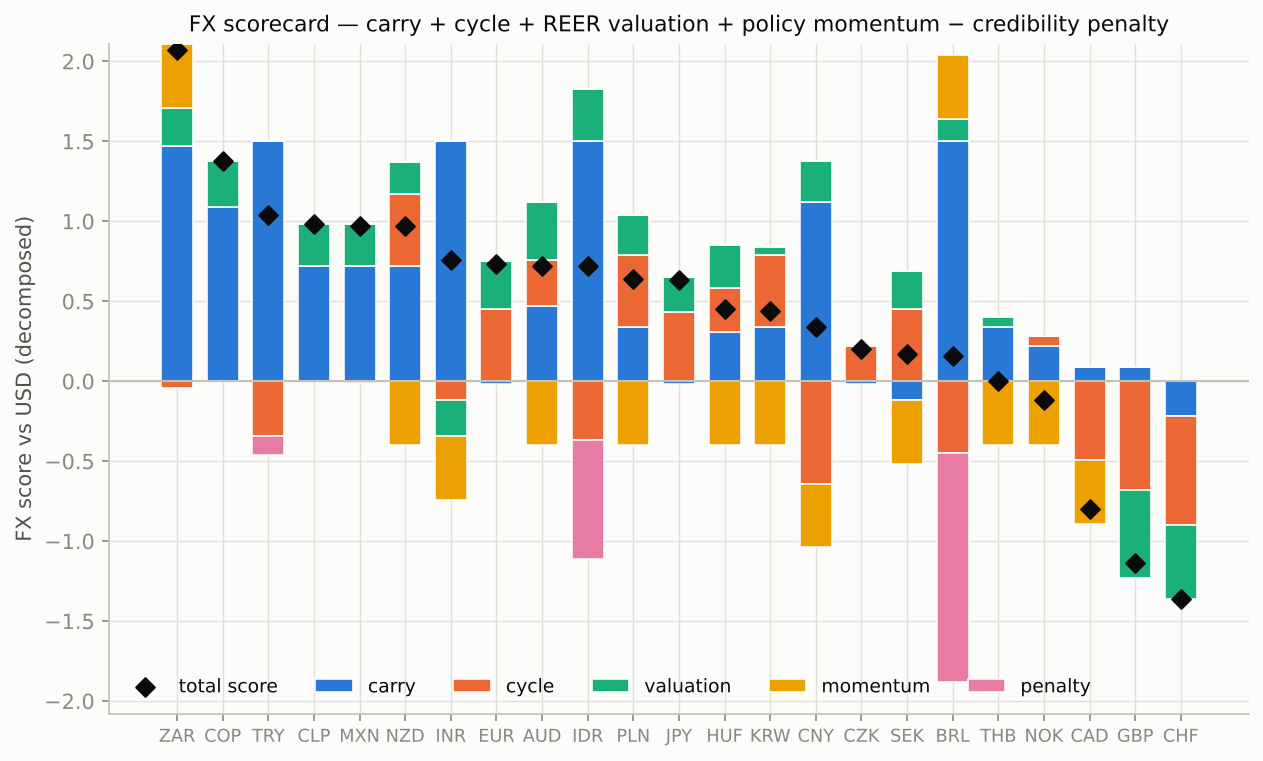 FX scorecard — carry + cycle + REER valuation + policy momentum − credibility penalty
FX score vs USD (decomposed)
2.0
1.5
1.0
0.5
0.0
−0.5
−1.0
−1.5
−2.0
total score carry cycle valuation momentum penalty
ZAR COP TRY CLP MXN NZD INR EUR AUD IDR PLN JPY HUF KRW CNY CZK SEK BRL THB NOK CAD GBP CHF